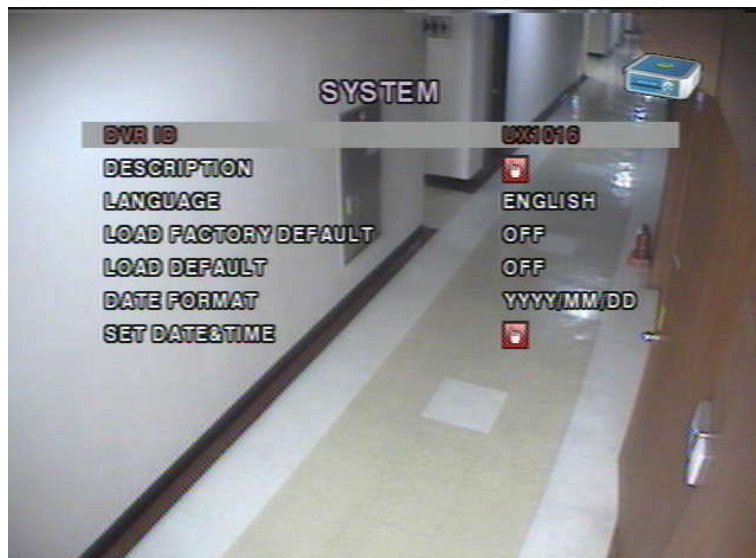 SYSTEM
DVR ID UX1016
DESCRIPTION
LANGUAGE ENGLISH
LOAD FACTORY DEFAULT OFF
LOAD DEFAULT OFF
DATE FORMAT YYYY/MM/DD
SET DATE&TIME